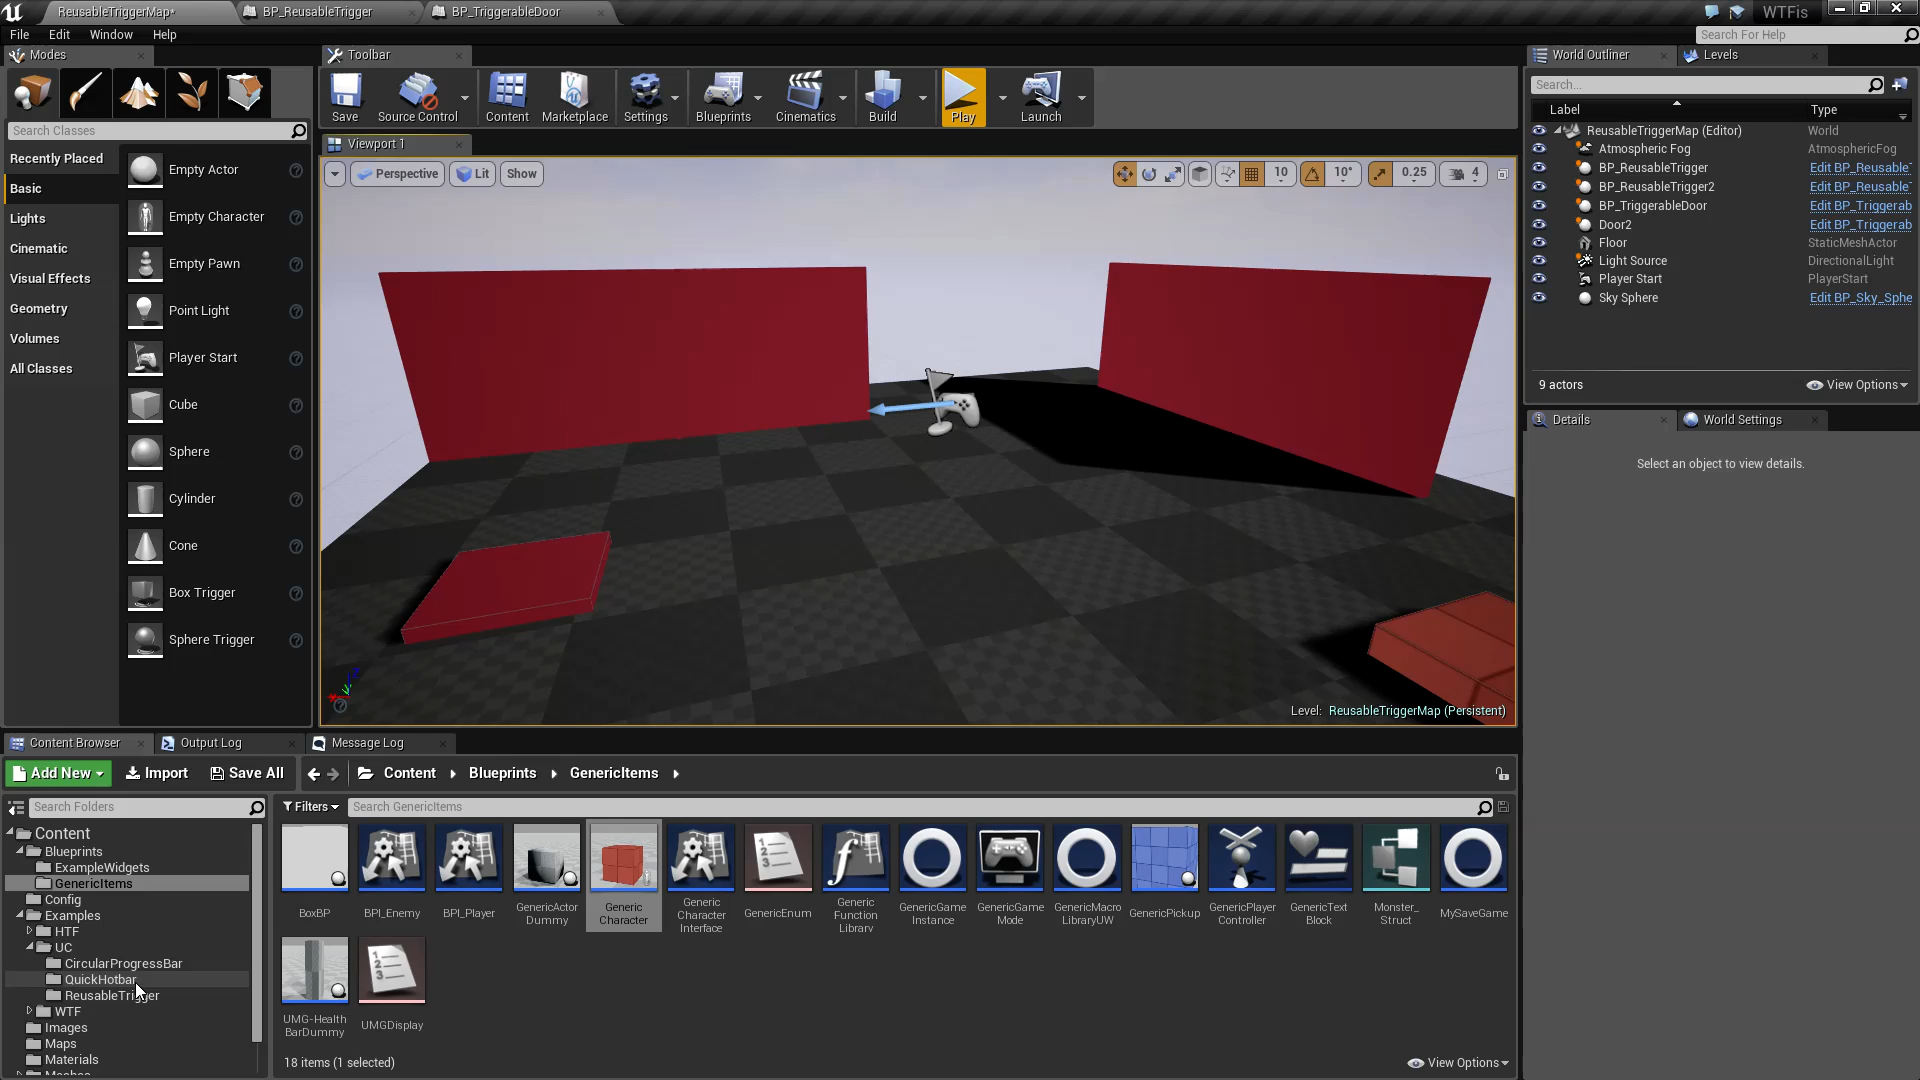 ReusableTriggerMap*
BP_ReusableTrigger
BP_TriggerableDoor
WTFis
File Edit Window Help
Search For Help
Modes
Toolbar
World Outliner
Levels
Save
Source Control
Content
Marketplace
Settings
Blueprints
Cinematics
Build
Play
Launch
Search Classes
Recently Placed
Basic
Lights
Cinematic
Visual Effects
Geometry
Volumes
All Classes
Empty Actor
Empty Character
Empty Pawn
Point Light
Player Start
Cube
Sphere
Cylinder
Cone
Box Trigger
Sphere Trigger
Viewport 1
Perspective
Lit
Show
10
10°
0.25
4
Level: ReusableTriggerMap (Persistent)
Search...
Label Type
ReusableTriggerMap (Editor) World
Atmospheric Fog AtmosphericFog
BP_ReusableTrigger Edit BP_Reusable
BP_ReusableTrigger2 Edit BP_Reusable
BP_TriggerableDoor Edit BP_Triggerab
Door2 Edit BP_Triggerab
Floor StaticMeshActor
Light Source DirectionalLight
Player Start PlayerStart
Sky Sphere Edit BP_Sky_Sphe
9 actors
View Options
Details
World Settings
Select an object to view details.
Content Browser
Output Log
Message Log
Add New
Import
Save All
Content
Blueprints
GenericItems
Search Folders
Content
Blueprints
ExampleWidgets
GenericItems
Config
Examples
HTF
UC
CircularProgressBar
QuickHotbar
ReusableTrigger
WTF
Images
Maps
Materials
Filters
Search GenericItems
BoxBP
BPI_Enemy
BPI_Player
GenericActor
Dummy
Generic
Character
Generic
Character
Interface
GenericEnum
Generic
Function
Library
GenericGame
Instance
GenericGame
Mode
GenericMacro
LibraryUW
GenericPickup
GenericPlayer
Controller
GenericText
Block
Monster_
Struct
MySaveGame
UMG-Health
BarDummy
UMGDisplay
18 items (1 selected)
View Options